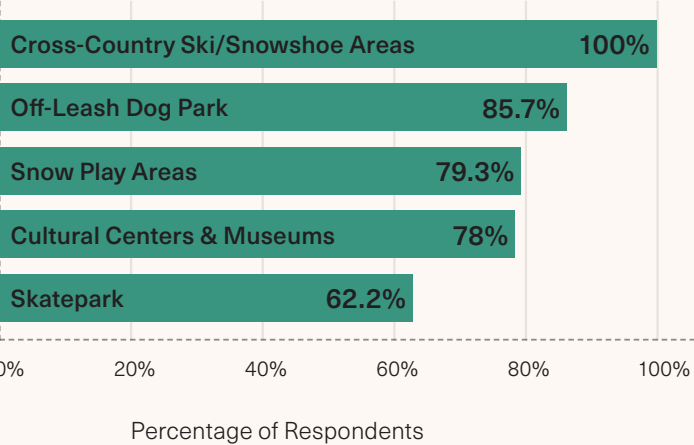 Cross-Country Ski/Snowshoe Areas 100%
Off-Leash Dog Park 85.7%
Snow Play Areas 79.3%
Cultural Centers & Museums 78%
Skatepark 62.2%
0% 20% 40% 60% 80% 100%
Percentage of Respondents